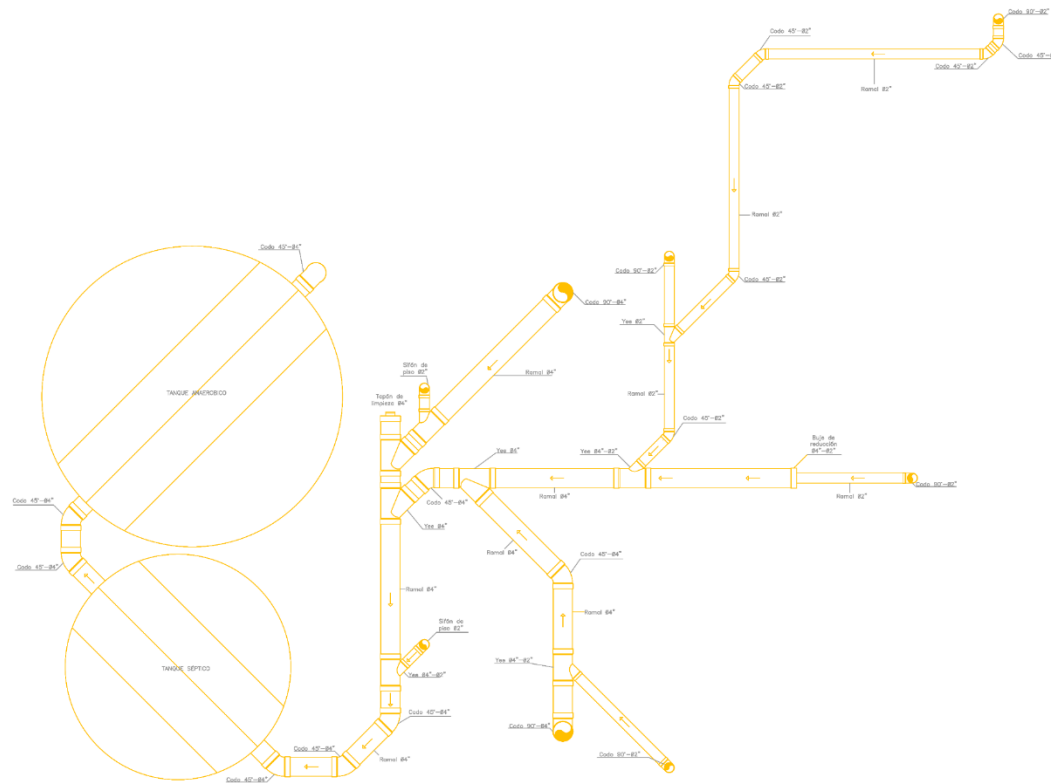 Codo 90°-Ø2"
Codo 45°-Ø2"
Codo 45°-Ø2"
Codo 45°-
Ramal Ø2"
Codo 45°-Ø2"
Ramal Ø2"
Codo 45°-Ø4"
Codo 90°-Ø2"
Codo 45°-Ø2"
Codo 90°-Ø4"
Yee Ø2"
Sifón de
piso Ø2"
Ramal Ø4"
TANQUE ANAEROBICO
Tapón de
limpieza Ø4"
Ramal Ø2"
Codo 45°-Ø2"
Buje de
reducción
Ø4"-Ø2"
Yee Ø4"
Yee Ø4"-Ø2"
Codo 90°-Ø2"
Codo 45°-Ø4"
Codo 45°-Ø4"
Ramal Ø4"
Ramal Ø2"
Yee Ø4"
Ramal Ø4"
Codo 45°-Ø4"
Codo 45°-Ø4"
Ramal Ø4"
Ramal Ø4"
Sifón de
piso Ø2"
TANQUE SÉPTICO
Yee Ø4"-Ø2"
Yee Ø4"-Ø2"
Codo 45°-Ø4"
Codo 90°-Ø4"
Codo 45°-Ø4"
Ramal Ø4"
Codo 90°-Ø2"
Codo 45°-Ø4"
Codo 45°-Ø4"